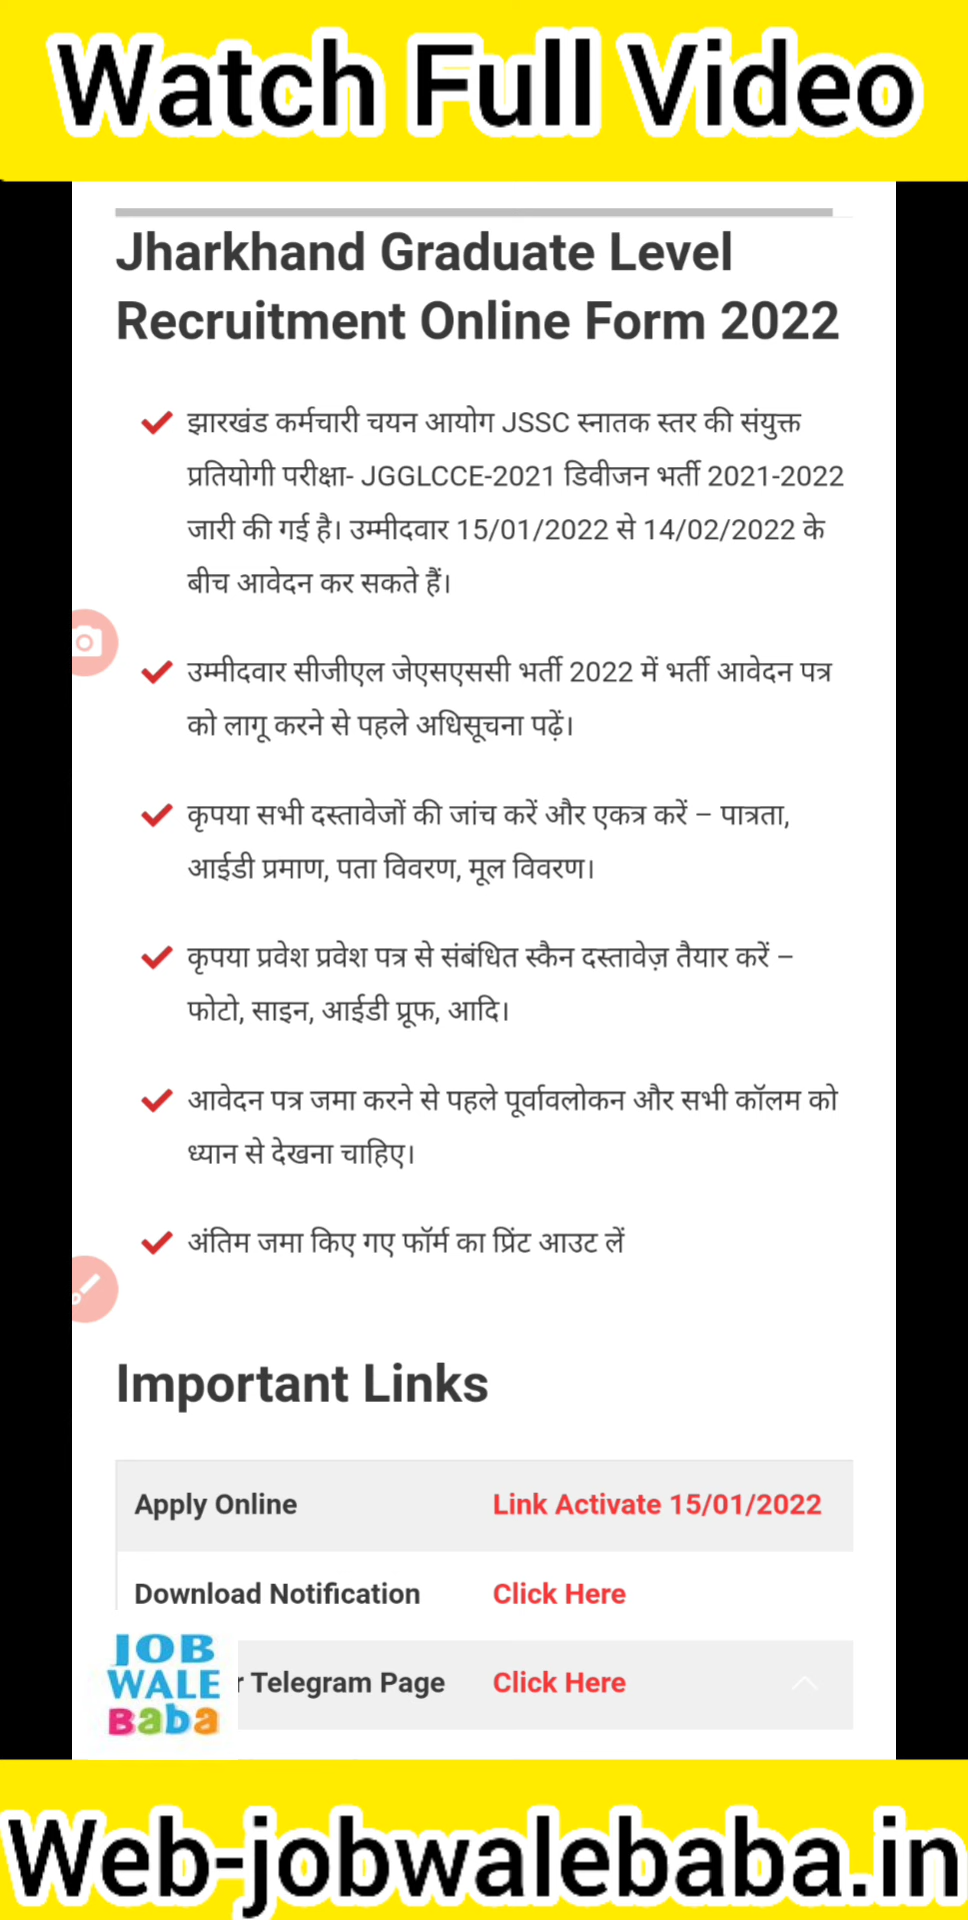 Watch Full Video
Jharkhand Graduate Level
Recruitment Online Form 2022
झारखंड कर्मचारी चयन आयोग JSSC स्नातक स्तर की संयुक्त
प्रतियोगी परीक्षा- JGGLCCE-2021 डिवीजन भर्ती 2021-2022
जारी की गई है। उम्मीदवार 15/01/2022 से 14/02/2022 के
बीच आवेदन कर सकते हैं।
उम्मीदवार सीजीएल जेएसएससी भर्ती 2022 में भर्ती आवेदन पत्र
को लागू करने से पहले अधिसूचना पढ़ें।
कृपया सभी दस्तावेजों की जांच करें और एकत्र करें – पात्रता,
आईडी प्रमाण, पता विवरण, मूल विवरण।
कृपया प्रवेश प्रवेश पत्र से संबंधित स्कैन दस्तावेज़ तैयार करें –
फोटो, साइन, आईडी प्रूफ, आदि।
आवेदन पत्र जमा करने से पहले पूर्वावलोकन और सभी कॉलम को
ध्यान से देखना चाहिए।
अंतिम जमा किए गए फॉर्म का प्रिंट आउट लें
Important Links
Apply Online Link Activate 15/01/2022
Download Notification Click Here
r Telegram Page Click Here
JOB
WALE
Baba
Web-jobwalebaba.in